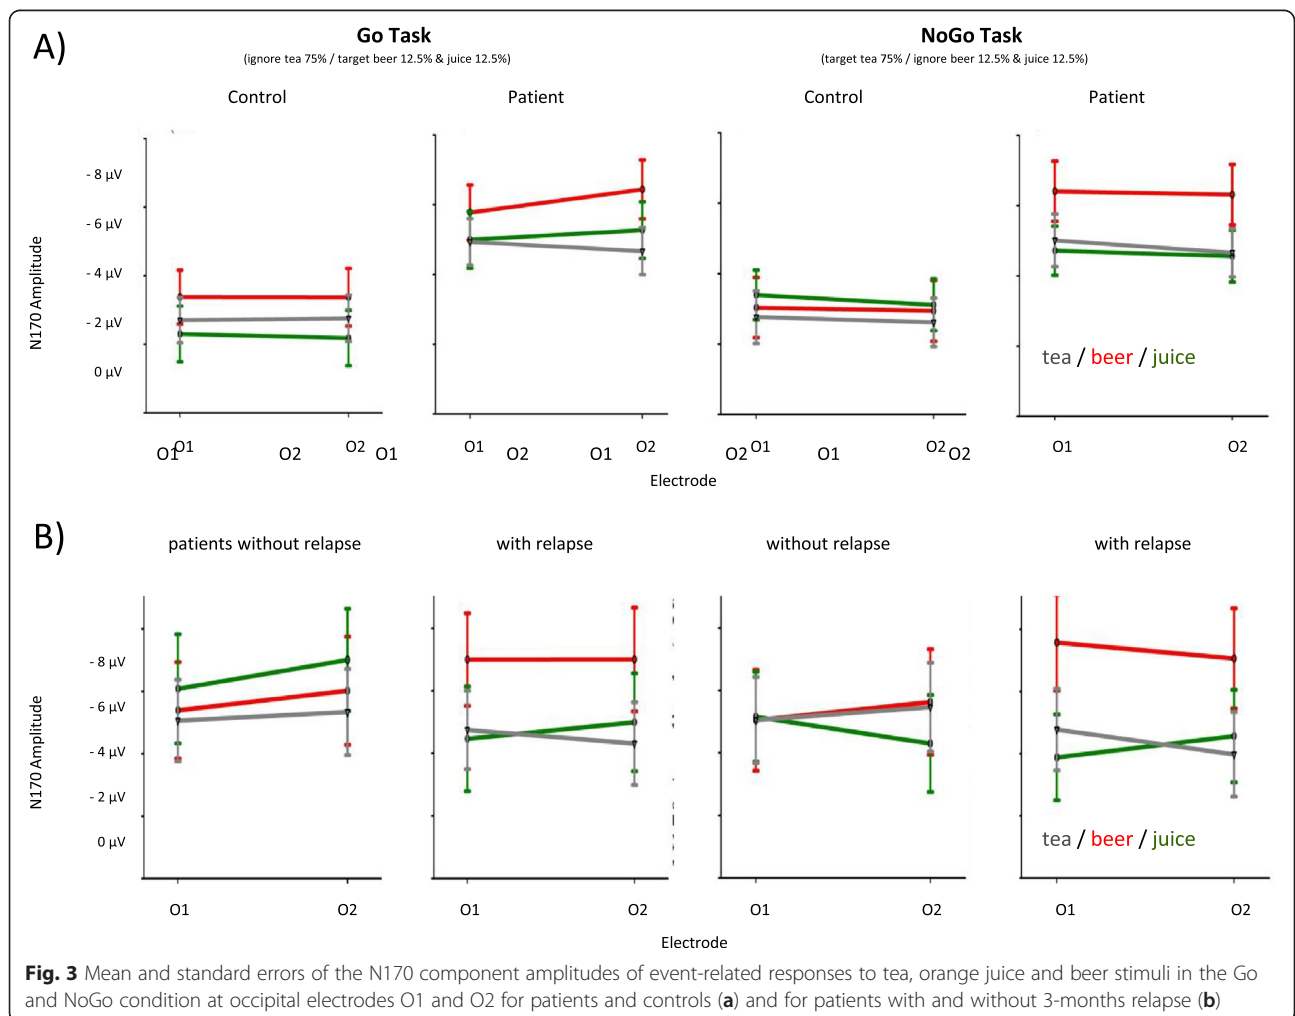 A)
Go Task
(ignore tea 75% / target beer 12.5% & juice 12.5%)
NoGo Task
(target tea 75% / ignore beer 12.5% & juice 12.5%)
Control
Patient
Control
Patient
N170 Amplitude
- 8 µV
- 6 µV
- 4 µV
- 2 µV
0 µV
tea / beer / juice
O1 O2 O1 O2 O1 O2 O1 O2
O1 O2 O1 O2 O1 O2 O1 O2
Electrode
B)
patients without relapse
with relapse
without relapse
with relapse
N170 Amplitude
- 8 µV
- 6 µV
- 4 µV
- 2 µV
0 µV
tea / beer / juice
O1 O2 O1 O2 O1 O2 O1 O2
Electrode
Fig. 3 Mean and standard errors of the N170 component amplitudes of event-related responses to tea, orange juice and beer stimuli in the Go
and NoGo condition at occipital electrodes O1 and O2 for patients and controls (a) and for patients with and without 3-months relapse (b)